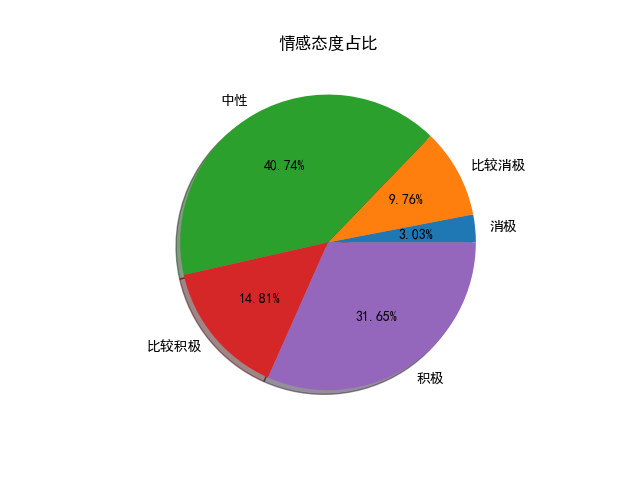 情感态度占比
中性
40.74%
比较消极
9.76%
消极
3.03%
14.81%
31.65%
比较积极
积极